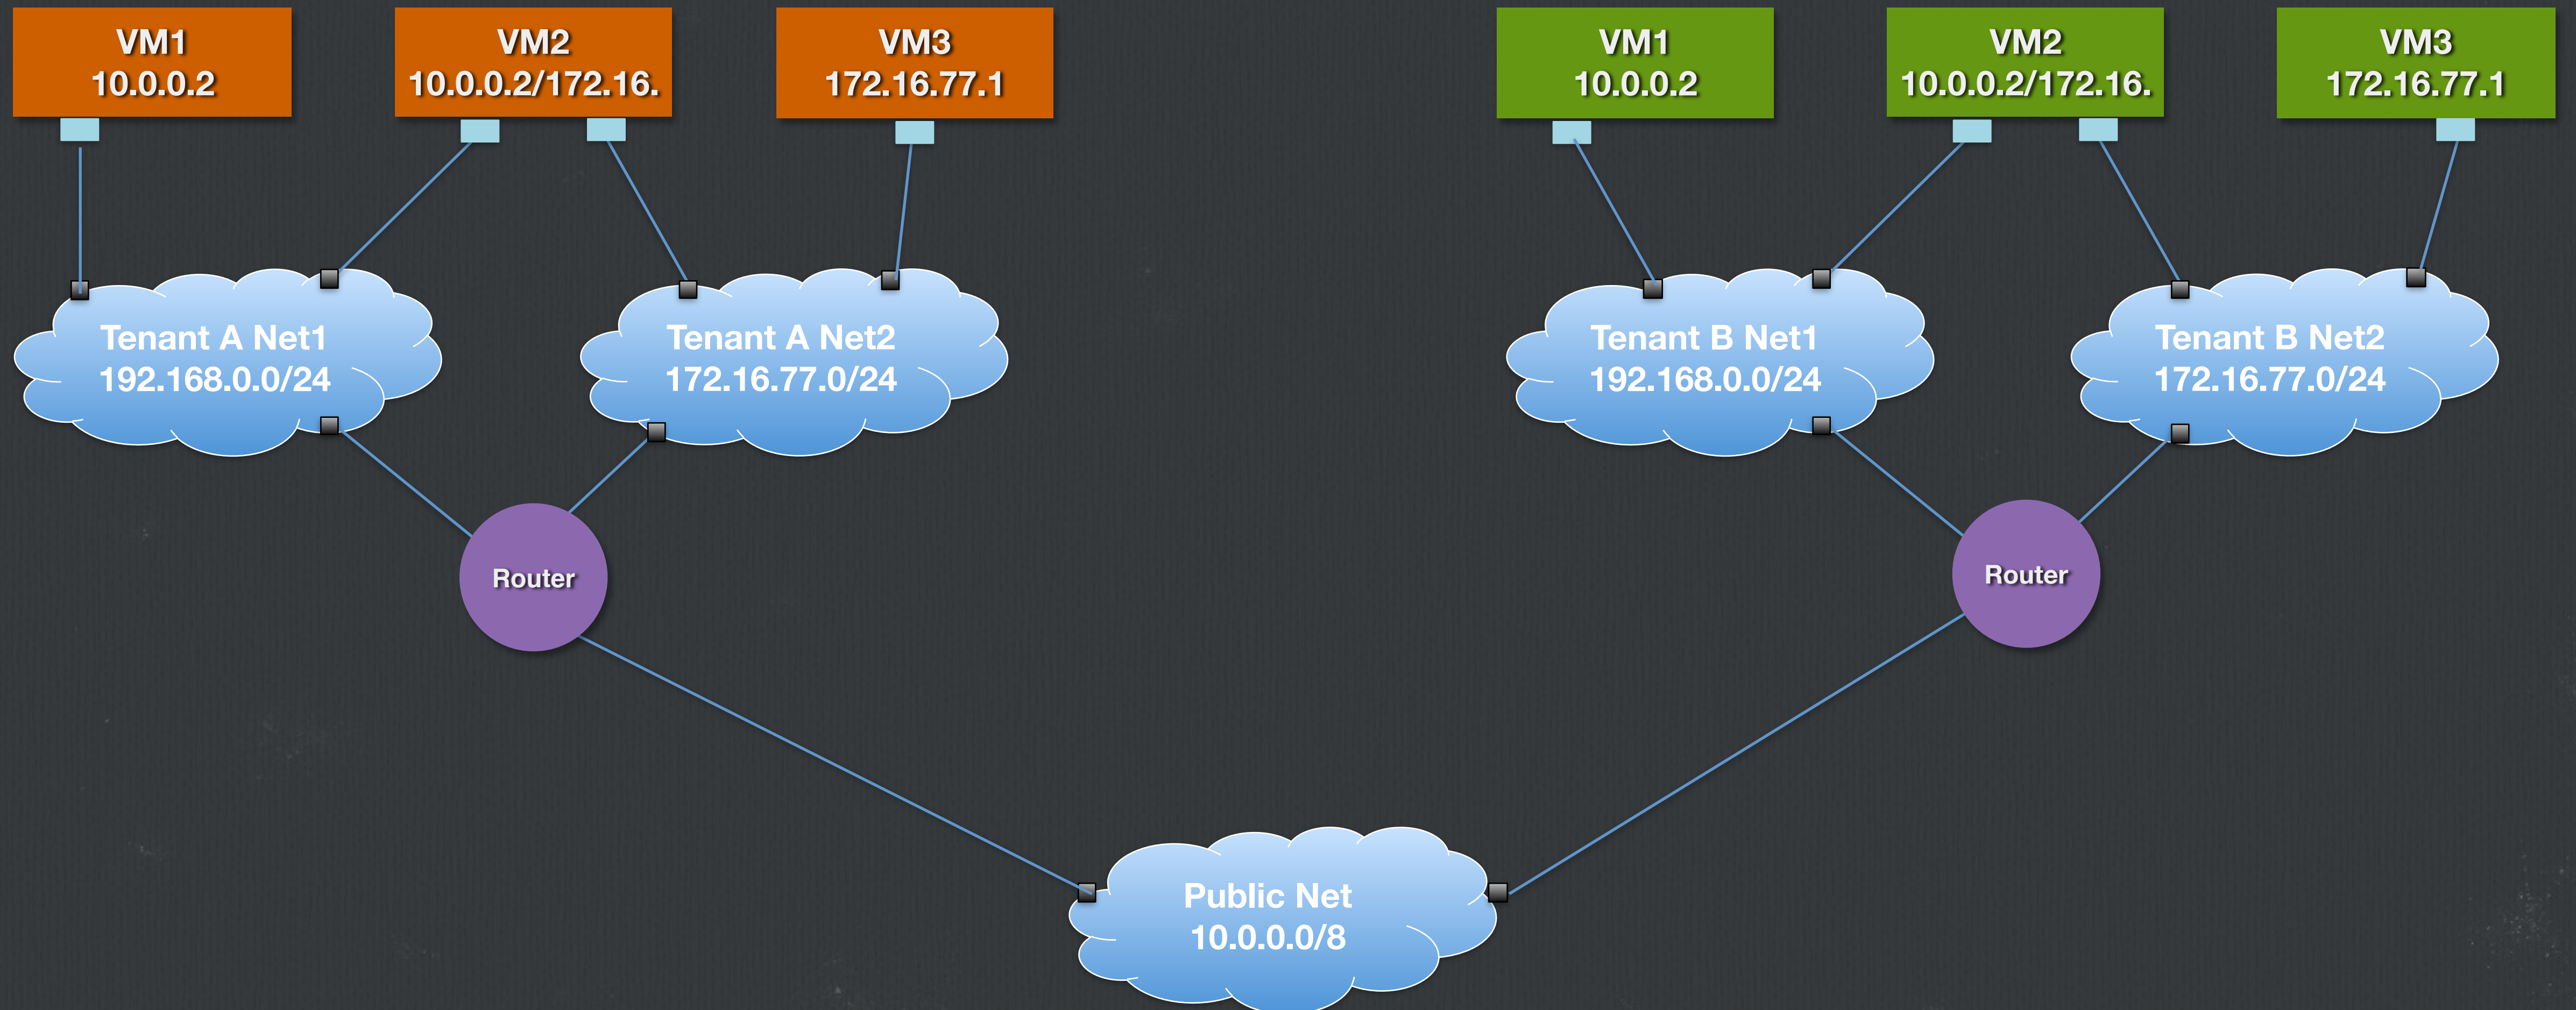 VM1
10.0.0.2
VM2
10.0.0.2/172.16.
VM3
172.16.77.1
VM1
10.0.0.2
VM2
10.0.0.2/172.16.
VM3
172.16.77.1
Tenant A Net1
192.168.0.0/24
Tenant A Net2
172.16.77.0/24
Tenant B Net1
192.168.0.0/24
Tenant B Net2
172.16.77.0/24
Router
Router
Public Net
10.0.0.0/8